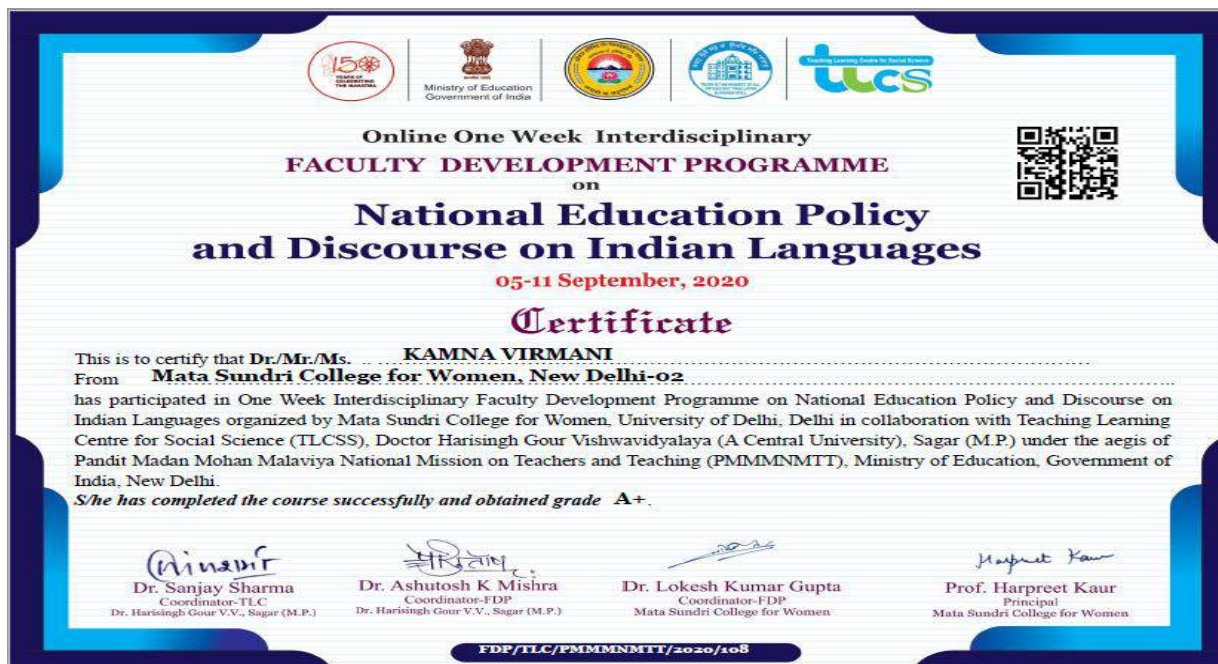 150
YEARS OF
CELEBRATING
THE MAHATMA
Ministry of Education
Government of India
Teaching Learning Centre for Social Science
tLCS
Online One Week Interdisciplinary
FACULTY DEVELOPMENT PROGRAMME
on
National Education Policy
and Discourse on Indian Languages
05-11 September, 2020
Certificate
This is to certify that Dr./Mr./Ms. KAMNA VIRMANI
From Mata Sundri College for Women, New Delhi-02
has participated in One Week Interdisciplinary Faculty Development Programme on National Education Policy and Discourse on
Indian Languages organized by Mata Sundri College for Women, University of Delhi, Delhi in collaboration with Teaching Learning
Centre for Social Science (TLCSS), Doctor Harisingh Gour Vishwavidyalaya (A Central University), Sagar (M.P.) under the aegis of
Pandit Madan Mohan Malaviya National Mission on Teachers and Teaching (PMMMNMTT), Ministry of Education, Government of
India, New Delhi.
S/he has completed the course successfully and obtained grade A+.
Harpreet Kaur
Dr. Sanjay Sharma
Coordinator-TLC
Dr. Harisingh Gour V.V., Sagar (M.P.)
Dr. Ashutosh K Mishra
Coordinator-FDP
Dr. Harisingh Gour V.V., Sagar (M.P.)
Dr. Lokesh Kumar Gupta
Coordinator-FDP
Mata Sundri College for Women
Prof. Harpreet Kaur
Principal
Mata Sundri College for Women
FDP/TLC/PMMMNMTT/2020/108